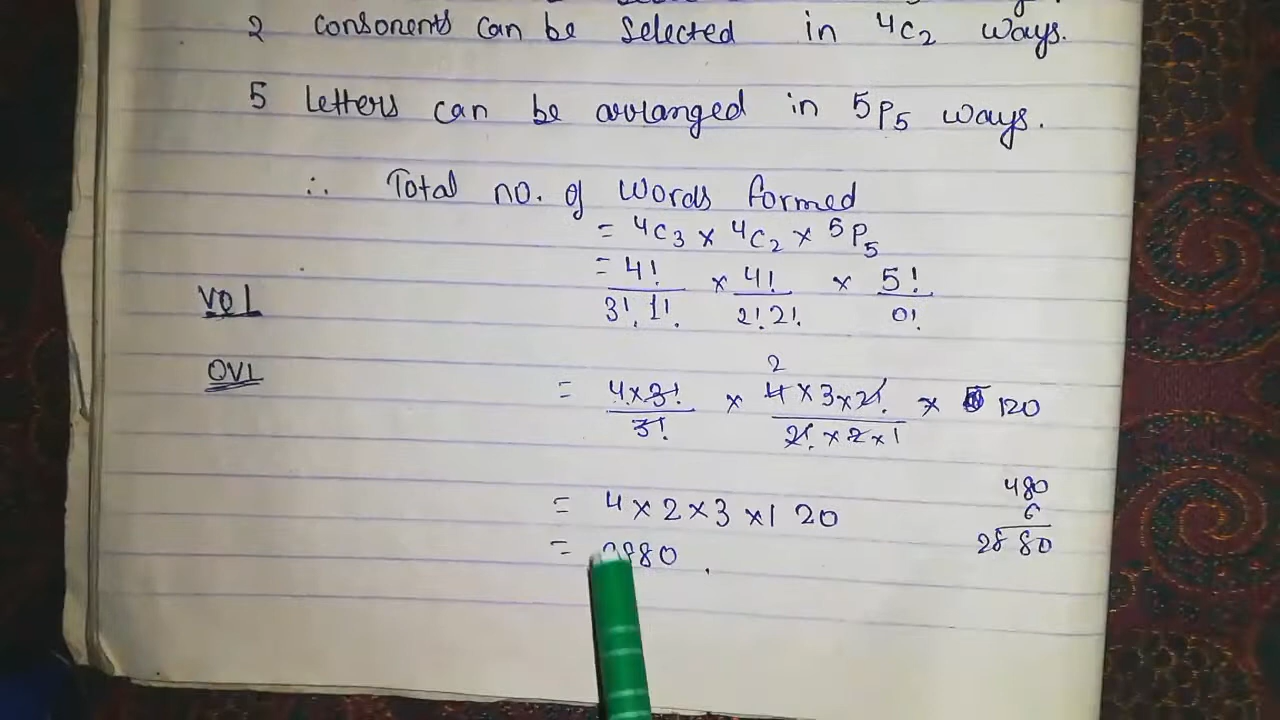 2 consonents can be selected in 4C2 ways.
5 letters can be arranged in 5P5 ways.
∴ Total no. of words formed
= 4C3 × 4C2 × 5P5
= 4! / 3! 1! × 4! / 2! 2! × 5! / 0!
VOL
OVL
2
= 4×3! / 3! × 4×3×2! / 2!×2×1 × 120
480
= 4×2×3×120
6
= 2880
2880